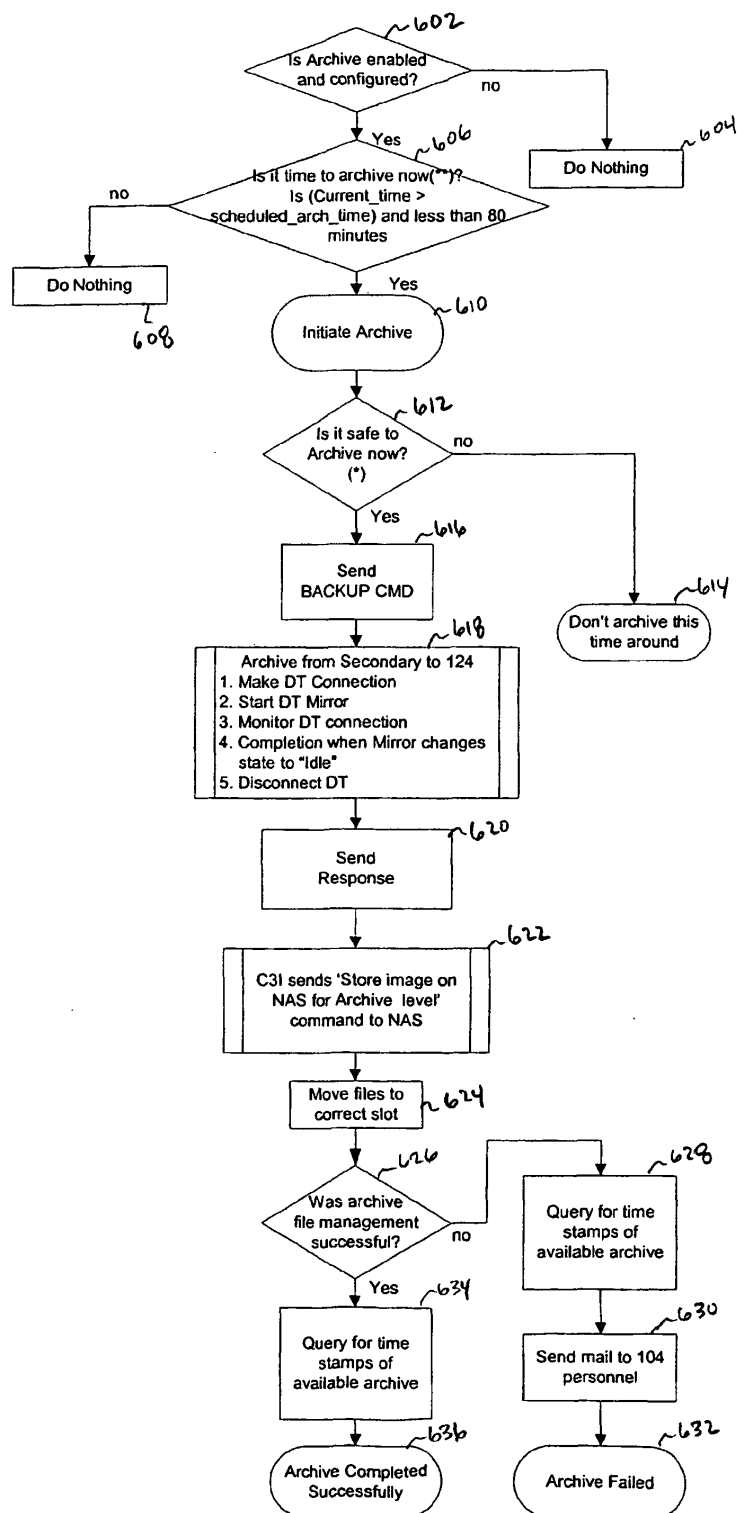 602
Is Archive enabled
and configured?
no
Yes
604
Do Nothing
606
Is it time to archive now(**)?
Is (Current_time >
scheduled_arch_time) and less than 80
minutes
no
Do Nothing
608
Yes
610
Initiate Archive
612
Is it safe to
Archive now?
(*)
no
Yes
614
Don't archive this
time around
616
Send
BACKUP CMD
618
Archive from Secondary to 124
1. Make DT Connection
2. Start DT Mirror
3. Monitor DT connection
4. Completion when Mirror changes
state to "Idle"
5. Disconnect DT
620
Send
Response
622
C3I sends 'Store image on
NAS for Archive level'
command to NAS
Move files to
correct slot
624
626
Was archive
file management
successful?
no
Yes
628
Query for time
stamps of
available archive
630
Send mail to 104
personnel
632
Archive Failed
634
Query for time
stamps of
available archive
636
Archive Completed
Successfully